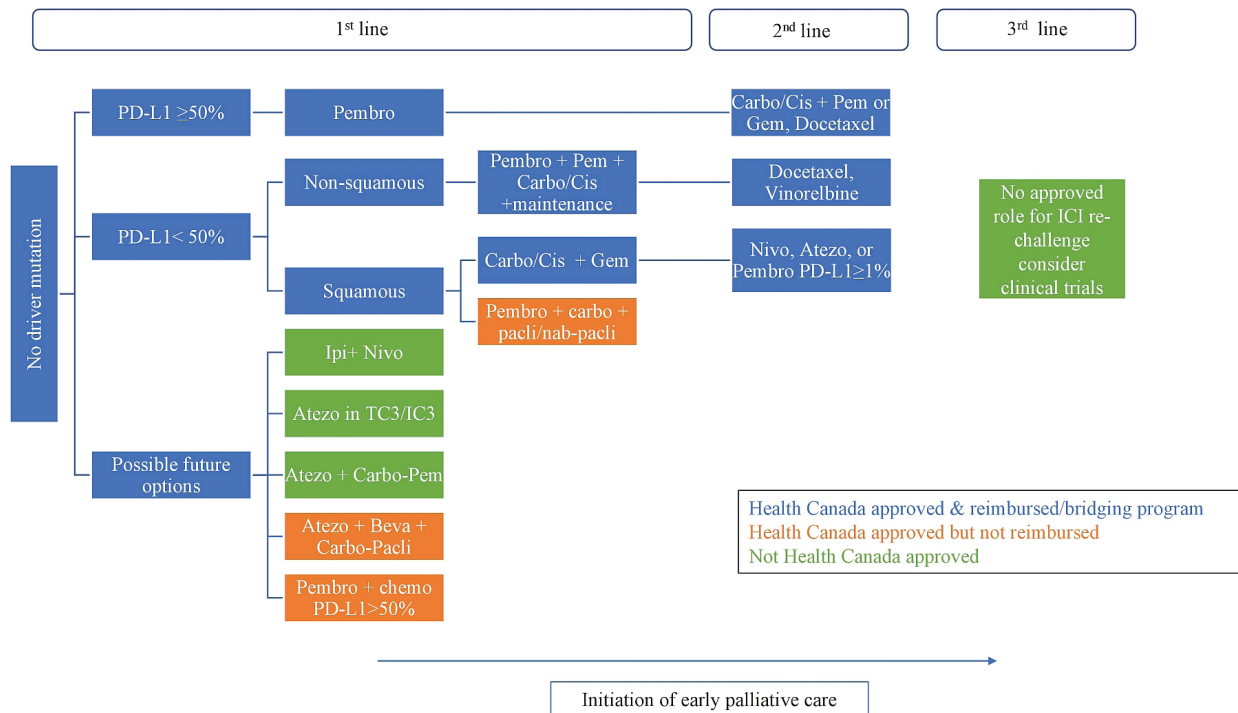 1st line
2nd line
3rd line
No driver mutation
PD-L1 ≥50%
Pembro
Carbo/Cis + Pem or
Gem, Docetaxel
PD-L1< 50%
Non-squamous
Pembro + Pem +
Carbo/Cis
+maintenance
Docetaxel,
Vinorelbine
Squamous
Carbo/Cis + Gem
Nivo, Atezo, or
Pembro PD-L1≥1%
Pembro + carbo +
pacli/nab-pacli
No approved
role for ICI re-
challenge
consider
clinical trials
Possible future
options
Ipi+ Nivo
Atezo in TC3/IC3
Atezo + Carbo-Pem
Atezo + Beva +
Carbo-Pacli
Pembro + chemo
PD-L1>50%
Health Canada approved & reimbursed/bridging program
Health Canada approved but not reimbursed
Not Health Canada approved
Initiation of early palliative care